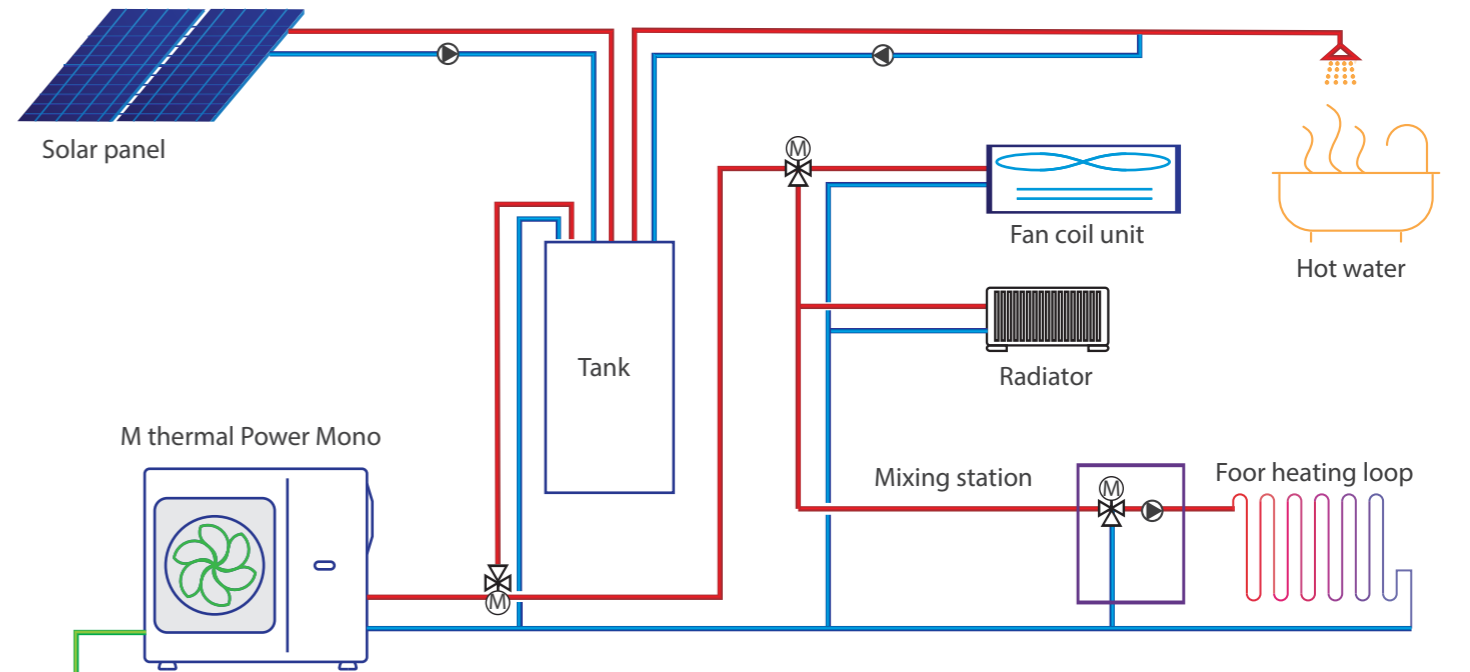 Solar panel
M
Fan coil unit
Hot water
Tank
Radiator
M thermal Power Mono
Mixing station
Foor heating loop
M
M